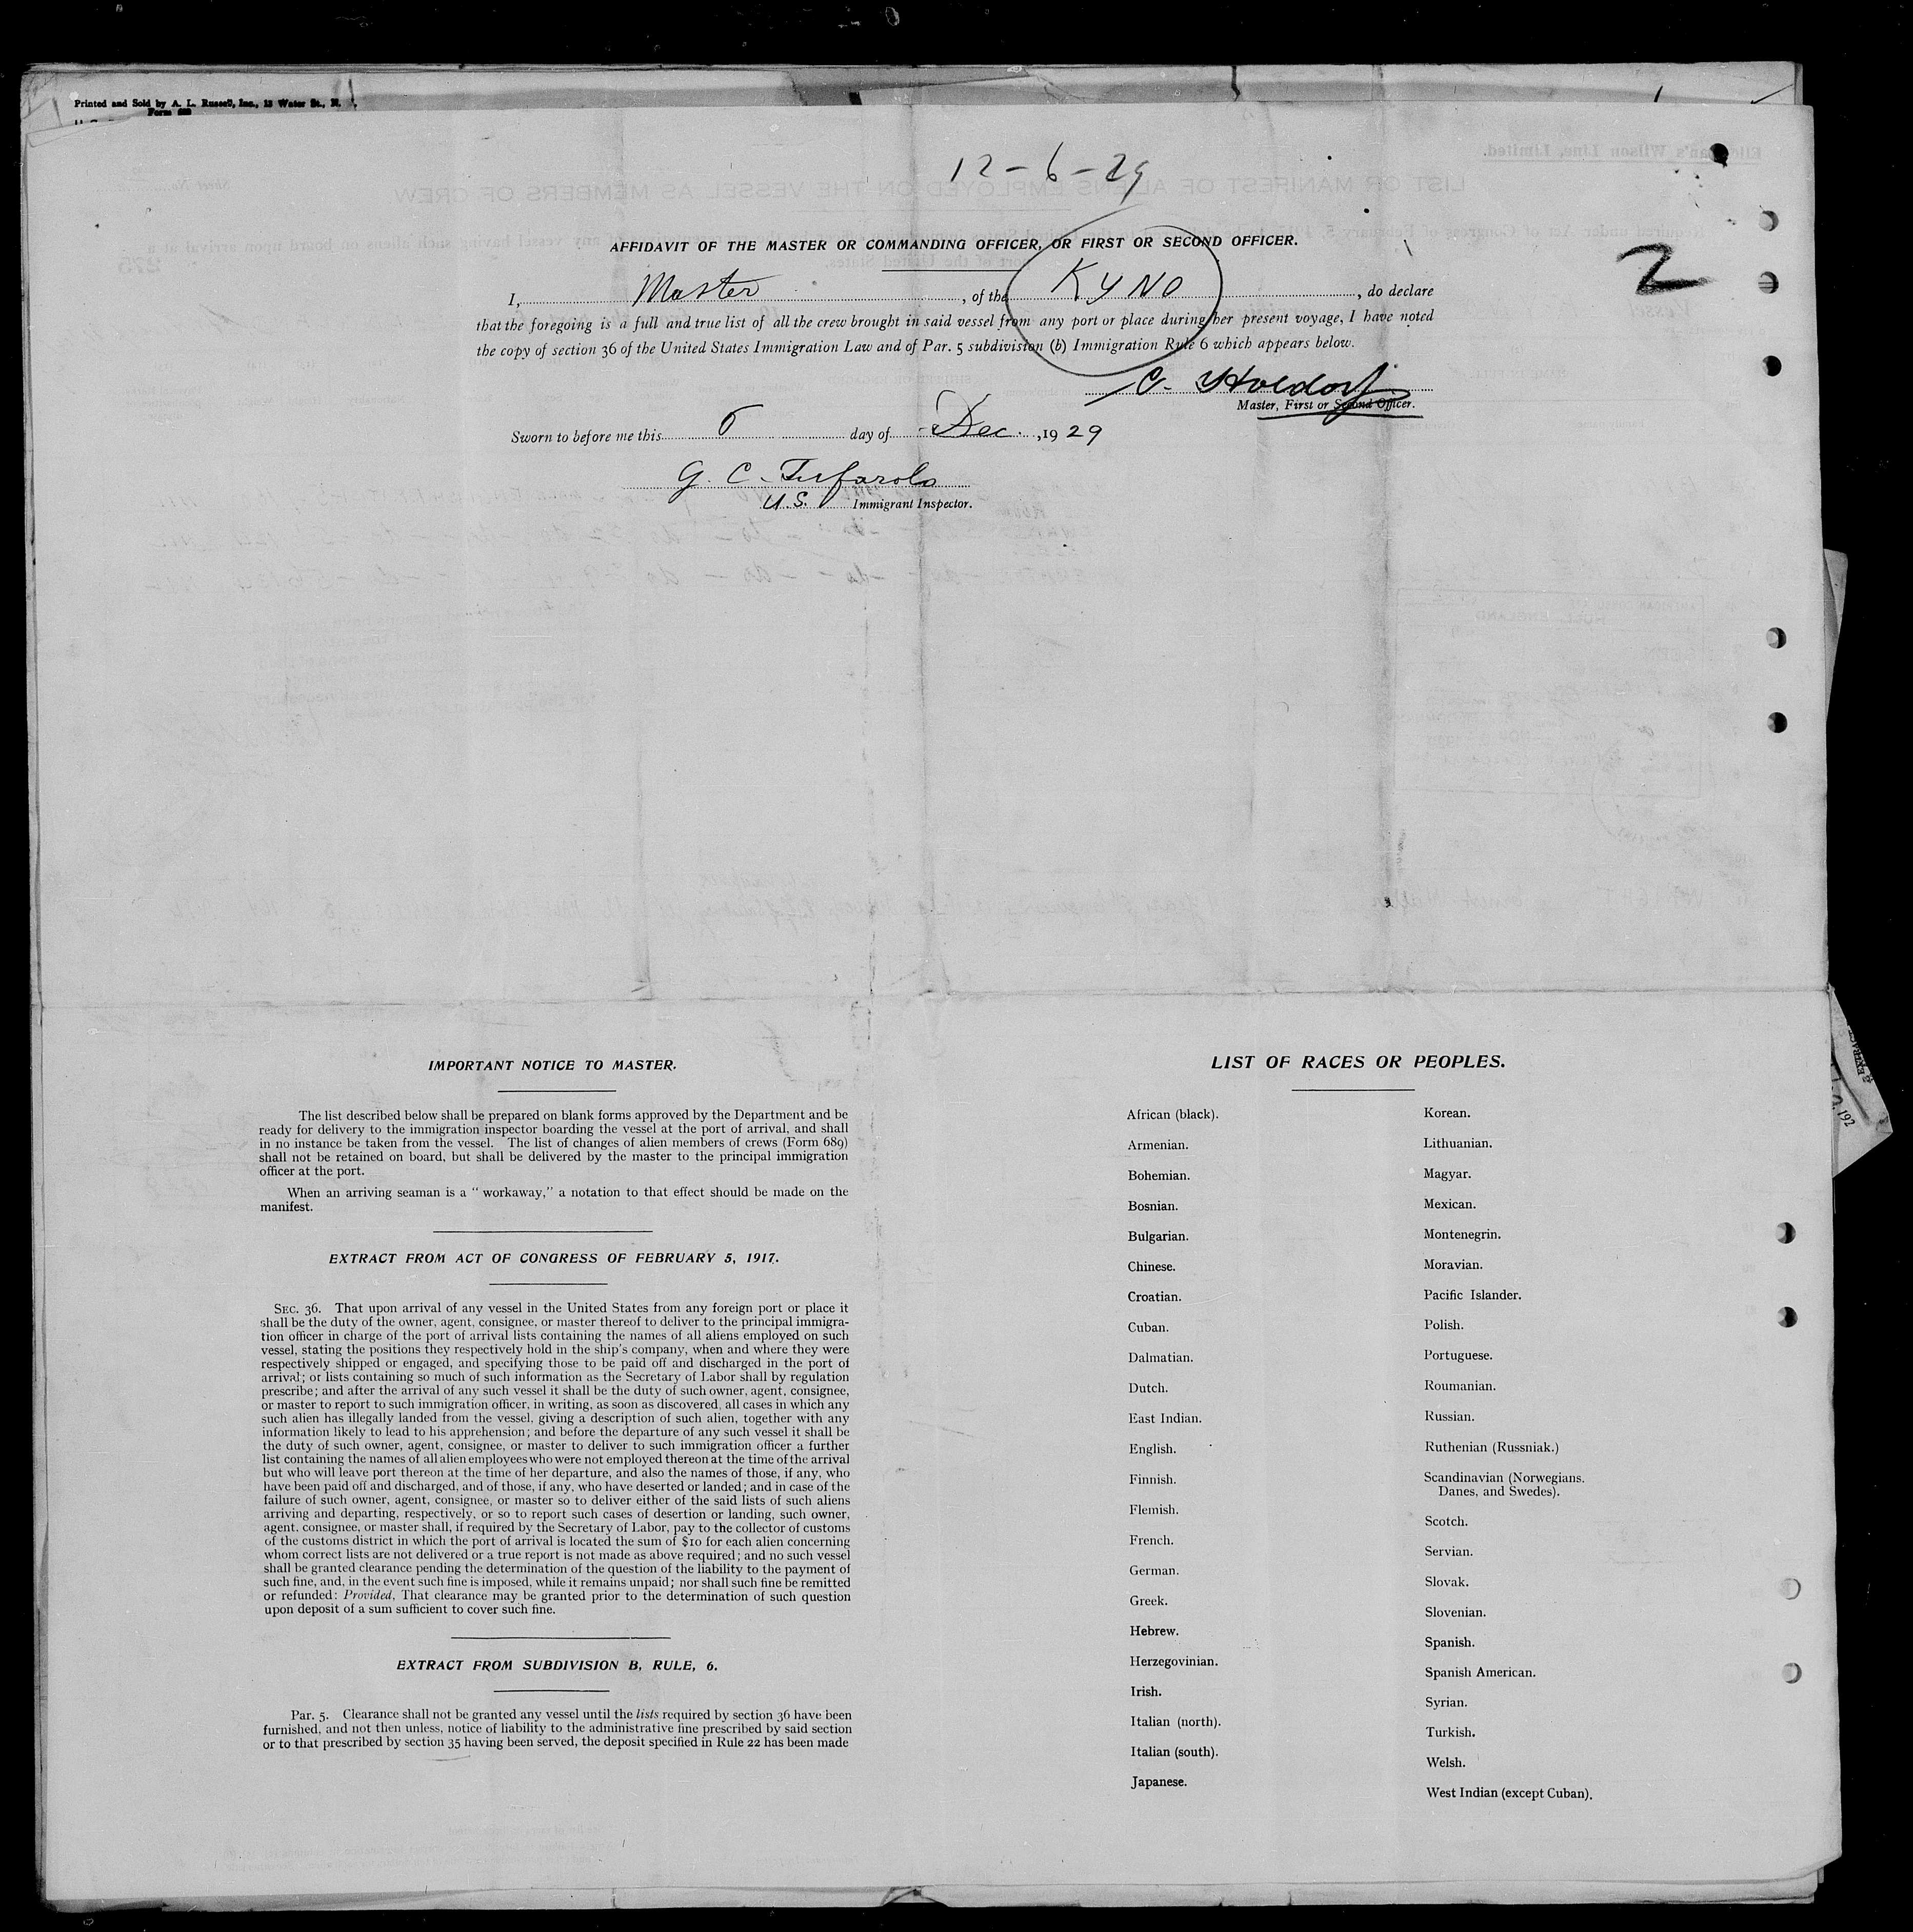 Printed and Sold by A. L. Russell, Inc., 13 Water St., N.
Form 689
12-6-29
AFFIDAVIT OF THE MASTER OR COMMANDING OFFICER, OR FIRST OR SECOND OFFICER.
2
I, Master, of the KYNO, do declare
that the foregoing is a full and true list of all the crew brought in said vessel from any port or place during her present voyage, I have noted
the copy of section 36 of the United States Immigration Law and of Par. 5 subdivision (b) Immigration Rule 6 which appears below.
C. Holdorf
Master, First or Second Officer.
Sworn to before me this 6 day of Dec. ,19 29
G. C. Tufarolo
U.S. Immigrant Inspector.
IMPORTANT NOTICE TO MASTER.
The list described below shall be prepared on blank forms approved by the Department and be
ready for delivery to the immigration inspector boarding the vessel at the port of arrival, and shall
in no instance be taken from the vessel. The list of changes of alien members of crews (Form 689)
shall not be retained on board, but shall be delivered by the master to the principal immigration
officer at the port.
When an arriving seaman is a " workaway," a notation to that effect should be made on the
manifest.
EXTRACT FROM ACT OF CONGRESS OF FEBRUARY 5, 1917.
SEC. 36. That upon arrival of any vessel in the United States from any foreign port or place it
shall be the duty of the owner, agent, consignee, or master thereof to deliver to the principal immigra-
tion officer in charge of the port of arrival lists containing the names of all aliens employed on such
vessel, stating the positions they respectively hold in the ship's company, when and where they were
respectively shipped or engaged, and specifying those to be paid off and discharged in the port of
arrival; or lists containing so much of such information as the Secretary of Labor shall by regulation
prescribe; and after the arrival of any such vessel it shall be the duty of such owner, agent, consignee,
or master to report to such immigration officer, in writing, as soon as discovered, all cases in which any
such alien has illegally landed from the vessel, giving a description of such alien, together with any
information likely to lead to his apprehension; and before the departure of any such vessel it shall be
the duty of such owner, agent, consignee, or master to deliver to such immigration officer a further
list containing the names of all alien employees who were not employed thereon at the time of the arrival
but who will leave port thereon at the time of her departure, and also the names of those, if any, who
have been paid off and discharged, and of those, if any, who have deserted or landed; and in case of the
failure of such owner, agent, consignee, or master so to deliver either of the said lists of such aliens
arriving and departing, respectively, or so to report such cases of desertion or landing, such owner,
agent, consignee, or master shall, if required by the Secretary of Labor, pay to the collector of customs
of the customs district in which the port of arrival is located the sum of $10 for each alien concerning
whom correct lists are not delivered or a true report is not made as above required; and no such vessel
shall be granted clearance pending the determination of the question of the liability to the payment of
such fine, and, in the event such fine is imposed, while it remains unpaid; nor shall such fine be remitted
or refunded: Provided, That clearance may be granted prior to the determination of such question
upon deposit of a sum sufficient to cover such fine.
EXTRACT FROM SUBDIVISION B, RULE, 6.
Par. 5. Clearance shall not be granted any vessel until the lists required by section 36 have been
furnished, and not then unless, notice of liability to the administrative fine prescribed by said section
or to that prescribed by section 35 having been served, the deposit specified in Rule 22 has been made
LIST OF RACES OR PEOPLES.
African (black).
Armenian.
Bohemian.
Bosnian.
Bulgarian.
Chinese.
Croatian.
Cuban.
Dalmatian.
Dutch.
East Indian.
English.
Finnish.
Flemish.
French.
German.
Greek.
Hebrew.
Herzegovinian.
Irish.
Italian (north).
Italian (south).
Japanese.
Korean.
Lithuanian.
Magyar.
Mexican.
Montenegrin.
Moravian.
Pacific Islander.
Polish.
Portuguese.
Roumanian.
Russian.
Ruthenian (Russniak.)
Scandinavian (Norwegians.
Danes, and Swedes).
Scotch.
Servian.
Slovak.
Slovenian.
Spanish.
Spanish American.
Syrian.
Turkish.
Welsh.
West Indian (except Cuban).